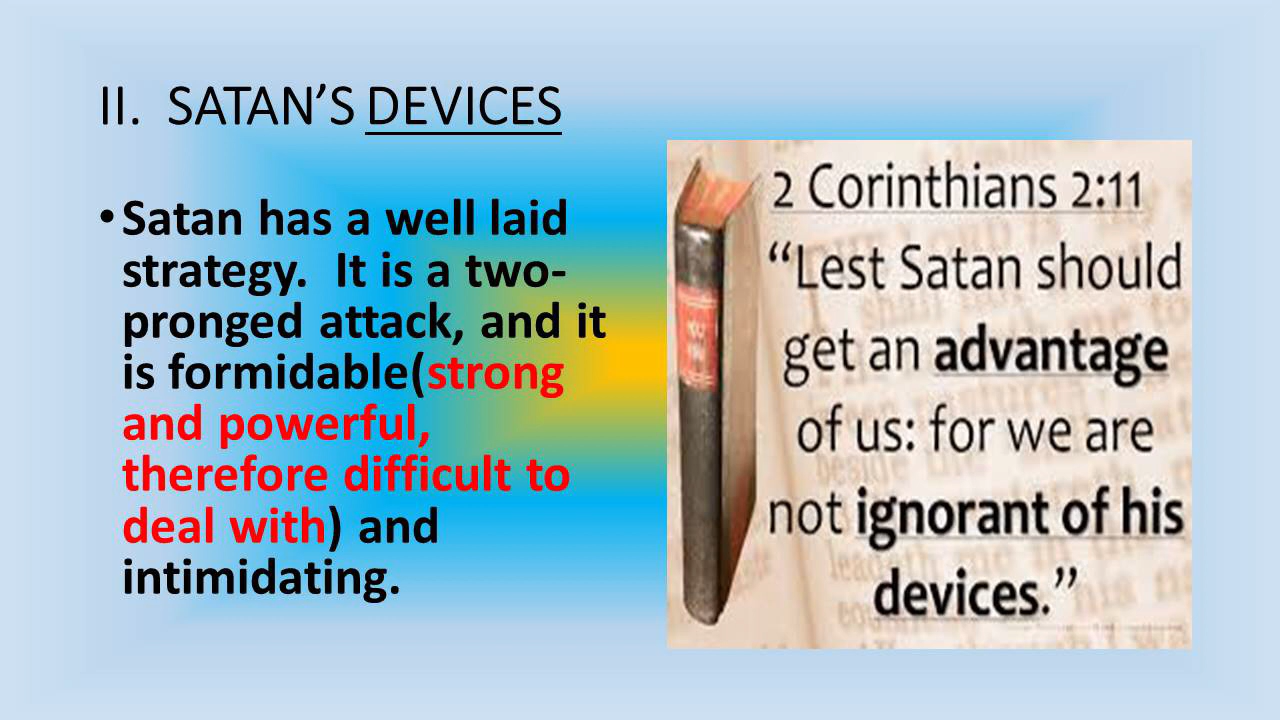 II.  SATAN’S DEVICES
• Satan has a well laid
strategy.  It is a two-
pronged attack, and it
is formidable(strong
and powerful,
therefore difficult to
deal with) and
intimidating.
2 Corinthians 2:11
“Lest Satan should
get an advantage
of us: for we are
not ignorant of his
devices.”